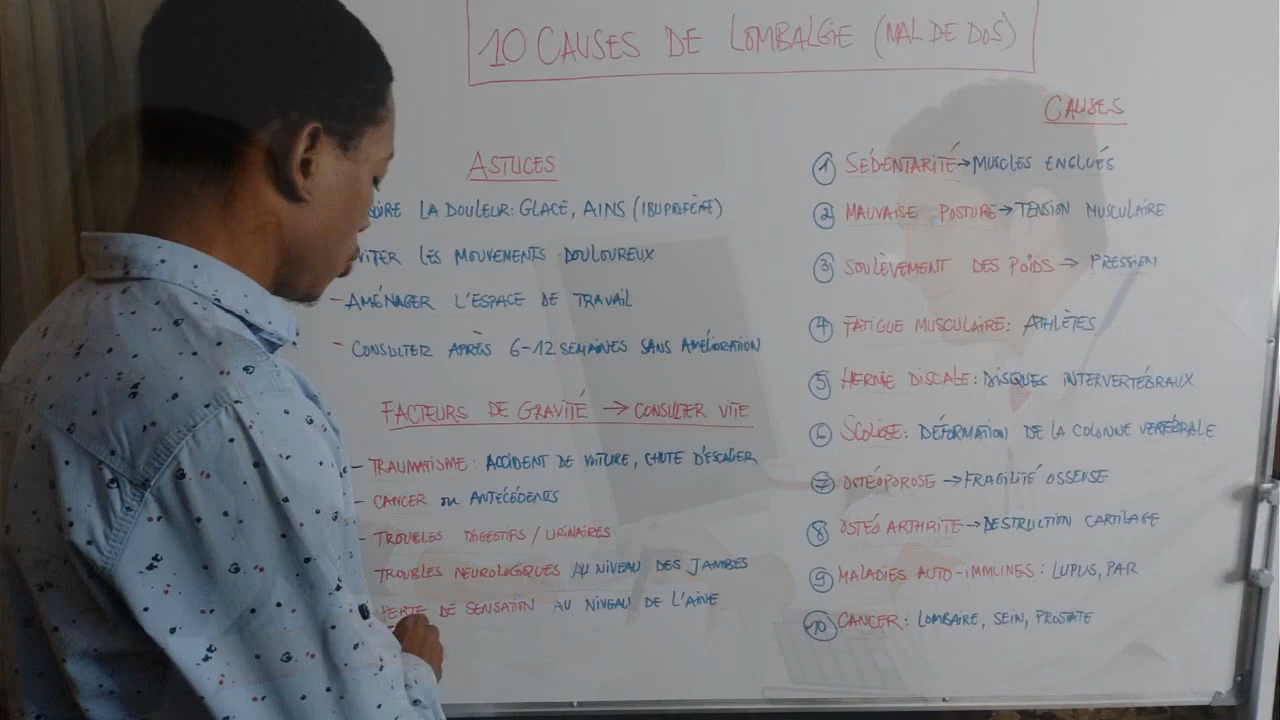 10 CAUSES DE LOMBALGIE (MAL DE DOS)
ASTUCES
LA DOULEUR: GLACE, AINS (IBUPROFÈNE)
LES MOUVEMENTS DOULOUREUX
- AMÉNAGER L'ESPACE DE TRAVAIL
- CONSULTER APRÈS 6-12 SEMAINES SANS AMÉLIORATION
FACTEURS DE GRAVITÉ → CONSULTER VITE
- TRAUMATISME: ACCIDENT DE VOITURE, CHUTE D'ESCALIER
- CANCER OU ANTÉCÉDENTS
- TROUBLES DIGESTIFS / URINAIRES
TROUBLES NEUROLOGIQUES AU NIVEAU DES JAMBES
PERTE DE SENSATION AU NIVEAU DE L'AINE
CAUSES
1 SÉDENTARITÉ → MUSCLES ENGLUÉS
2 MAUVAISE POSTURE → TENSION MUSCULAIRE
3 SOULÈVEMENT DES POIDS → PRESSION
4 FATIGUE MUSCULAIRE: ATHLÈTES
5 HERNIE DISCALE: DISQUES INTERVERTÉBRAUX
6 SCOLIOSE: DÉFORMATION DE LA COLONNE VERTÉBRALE
7 OSTÉOPOROSE → FRAGILITÉ OSSEUSE
8 OSTÉOARTHRITE → DESTRUCTION CARTILAGE
9 MALADIES AUTO-IMMUNES: LUPUS, PAR
10 CANCER: LOMBAIRE, SEIN, PROSTATE